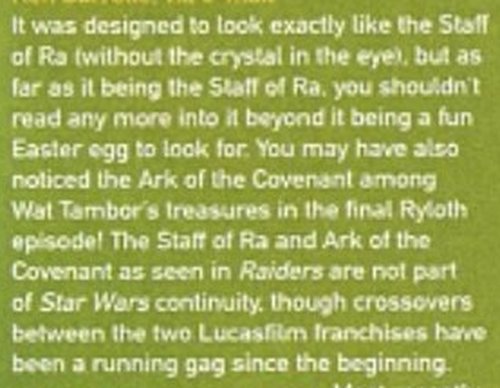 It was designed to look exactly like the Staff
of Ra (without the crystal in the eye), but as
far as it being the Staff of Ra, you shouldn't
read any more into it beyond it being a fun
Easter egg to look for. You may have also
noticed the Ark of the Covenant among
Wat Tambor's treasures in the final Ryloth
episode! The Staff of Ra and Ark of the
Covenant as seen in Raiders are not part
of Star Wars continuity, though crossovers
between the two Lucasfilm franchises have
been a running gag since the beginning.